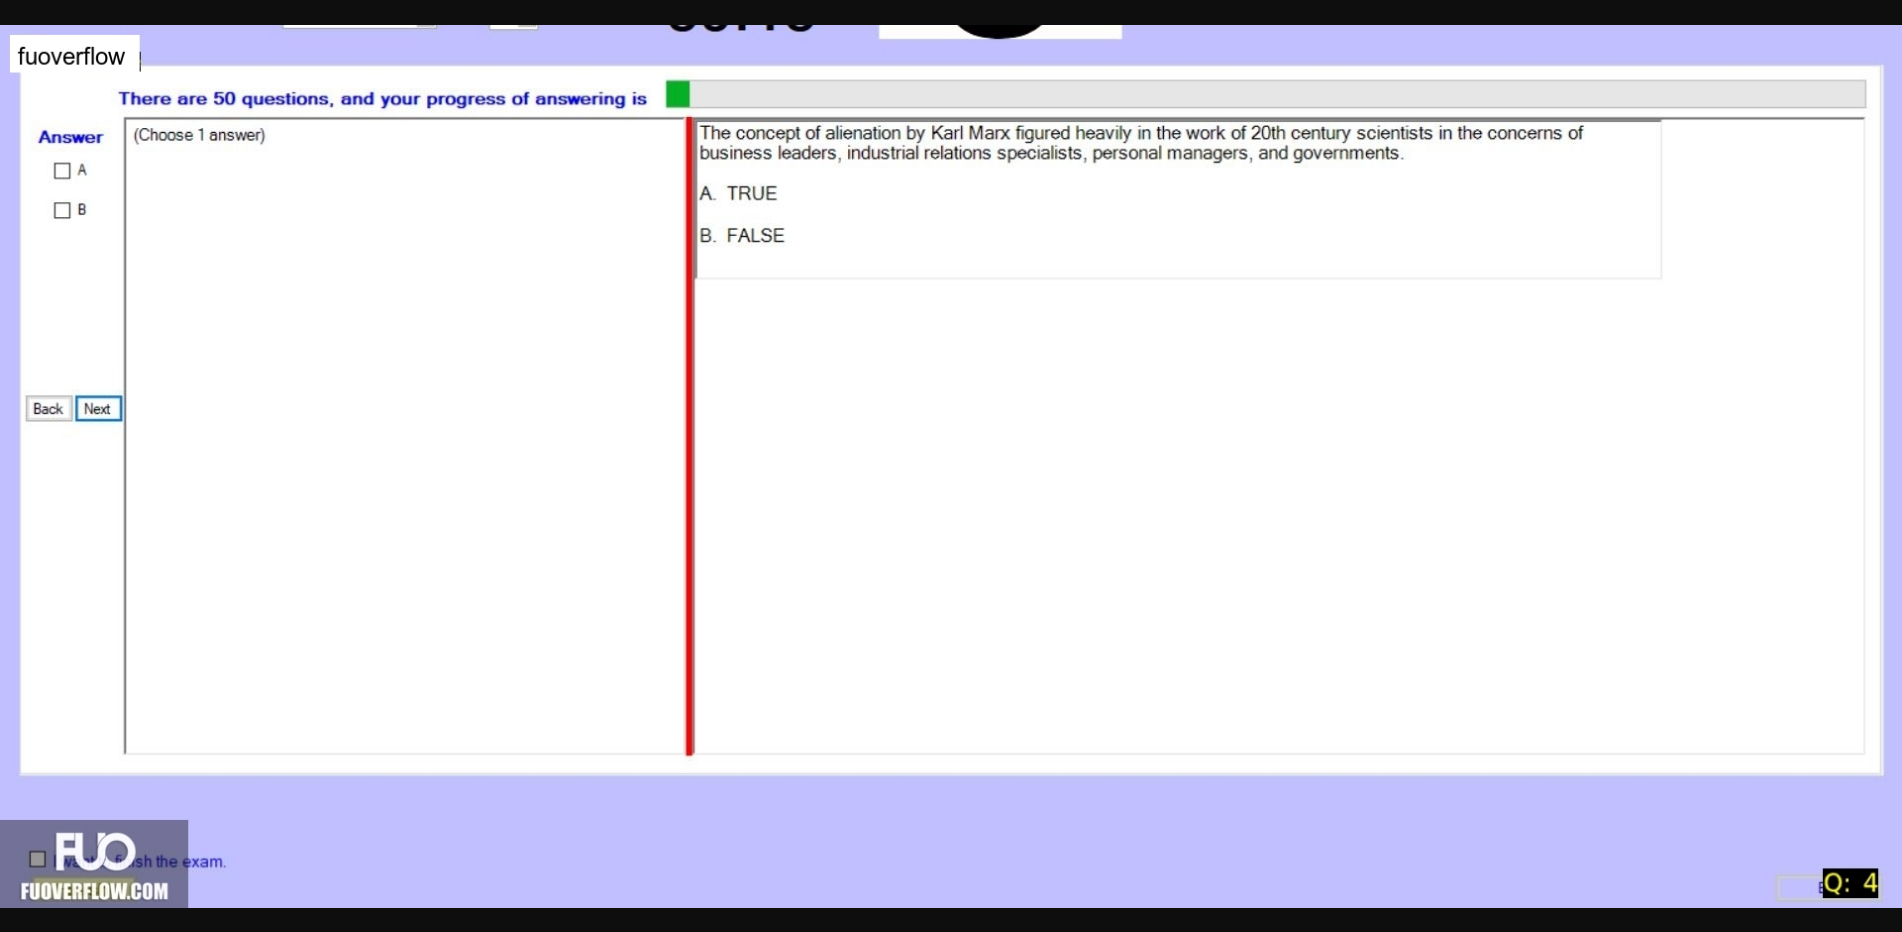 fuoverflow
There are 50 questions, and your progress of answering is
Answer
(Choose 1 answer)
A
B
The concept of alienation by Karl Marx figured heavily in the work of 20th century scientists in the concerns of
business leaders, industrial relations specialists, personal managers, and governments.
A. TRUE
B. FALSE
Back Next
FUO
finish the exam.
FUOVERFLOW.COM
Q: 4